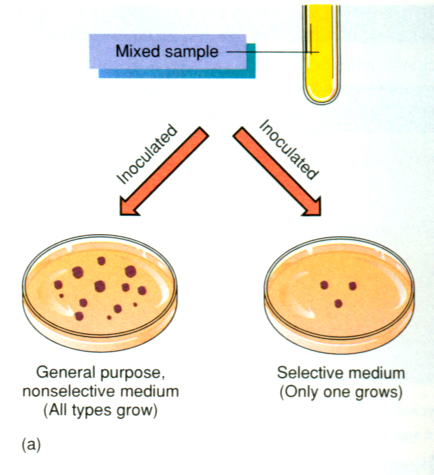 Mixed sample
Inoculated
Inoculated
General purpose,
nonselective medium
(All types grow)
Selective medium
(Only one grows)
(a)